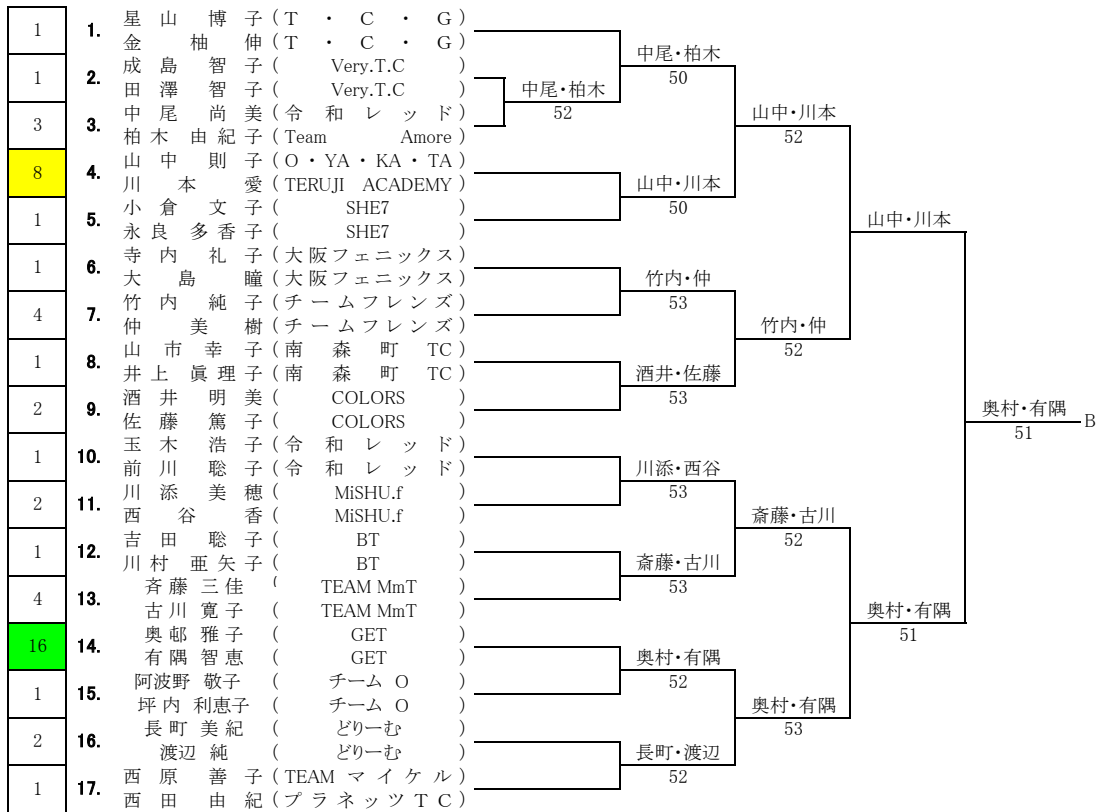 1 1. 星山 博子 (T・C・G)
金 柚伸 (T・C・G)
1 2. 成島 智子 (Very.T.C)
田澤 智子 (Very.T.C)
3 3. 中尾 尚美 (令和レッド)
柏木 由紀子 (Team Amore)
8 4. 山中 則子 (O・YA・KA・TA)
川本 愛 (TERUJI ACADEMY)
1 5. 小倉 文子 (SHE7)
永良 多香子 (SHE7)
1 6. 寺内 礼子 (大阪フェニックス)
大島 瞳 (大阪フェニックス)
4 7. 竹内 純子 (チームフレンズ)
仲 美樹 (チームフレンズ)
1 8. 山市 幸子 (南森町 TC)
井上 眞理子 (南森町 TC)
2 9. 酒井 明美 (COLORS)
佐藤 篤子 (COLORS)
1 10. 玉木 浩子 (令和レッド)
前川 聡子 (令和レッド)
2 11. 川添 美穂 (MiSHU.f)
西谷 香 (MiSHU.f)
1 12. 吉田 聡子 (BT)
川村 亜矢子 (BT)
4 13. 斉藤 三佳 (TEAM MmT)
古川 寛子 (TEAM MmT)
16 14. 奥邨 雅子 (GET)
有隅 智恵 (GET)
1 15. 阿波野 敬子 (チーム O)
坪内 利恵子 (チーム O)
2 16. 長町 美紀 (どりーむ)
渡辺 純 (どりーむ)
1 17. 西原 善子 (TEAM マイケル)
西田 由紀 (プラネッツTC)
中尾・柏木
52
中尾・柏木
50
山中・川本
50
竹内・仲
53
酒井・佐藤
53
川添・西谷
53
斎藤・古川
53
奥村・有隅
52
長町・渡辺
52
山中・川本
52
竹内・仲
52
斎藤・古川
52
奥村・有隅
53
山中・川本
奥村・有隅
51
奥村・有隅
51
B